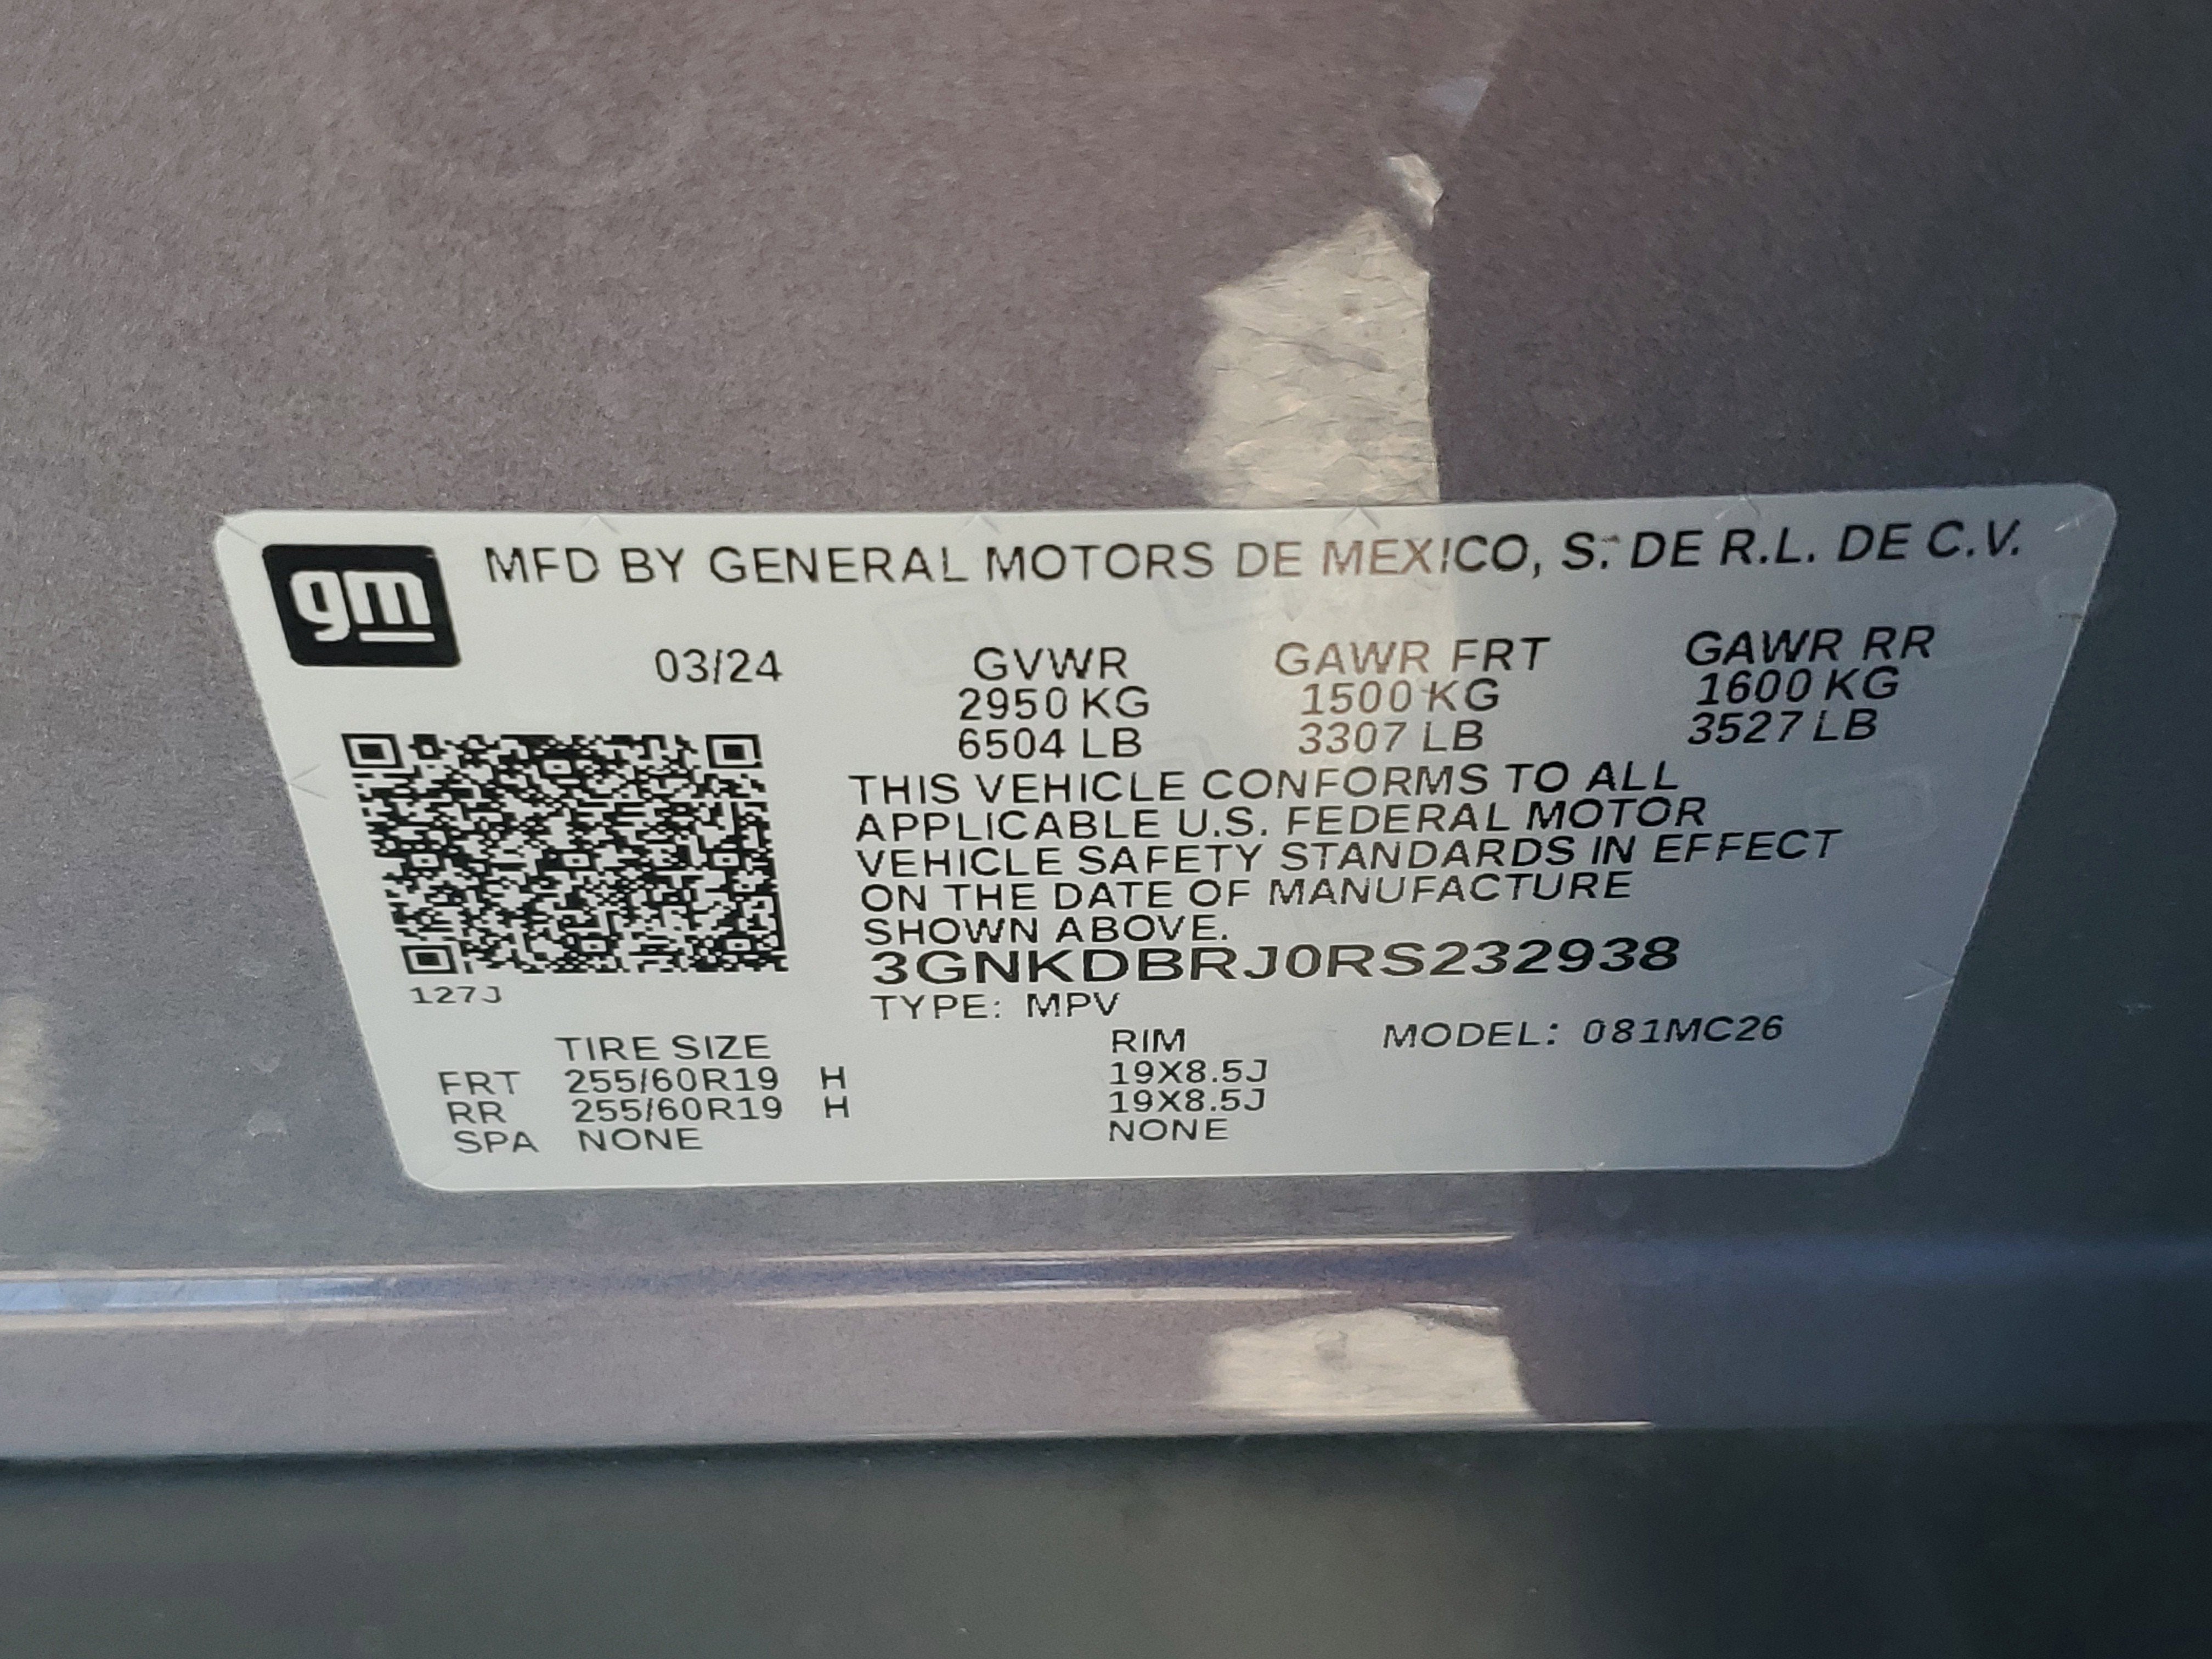 gm
MFD BY GENERAL MOTORS DE MEXICO, S. DE R.L. DE C.V.
03/24 GVWR GAWR FRT GAWR RR
2950 KG 1500 KG 1600 KG
6504 LB 3307 LB 3527 LB
THIS VEHICLE CONFORMS TO ALL
APPLICABLE U.S. FEDERAL MOTOR
VEHICLE SAFETY STANDARDS IN EFFECT
ON THE DATE OF MANUFACTURE
SHOWN ABOVE.
3GNKDBRJ0RS232938
127J
TYPE: MPV
TIRE SIZE RIM MODEL: 081MC26
FRT 255/60R19 H 19X8.5J
RR 255/60R19 H 19X8.5J
SPA NONE NONE